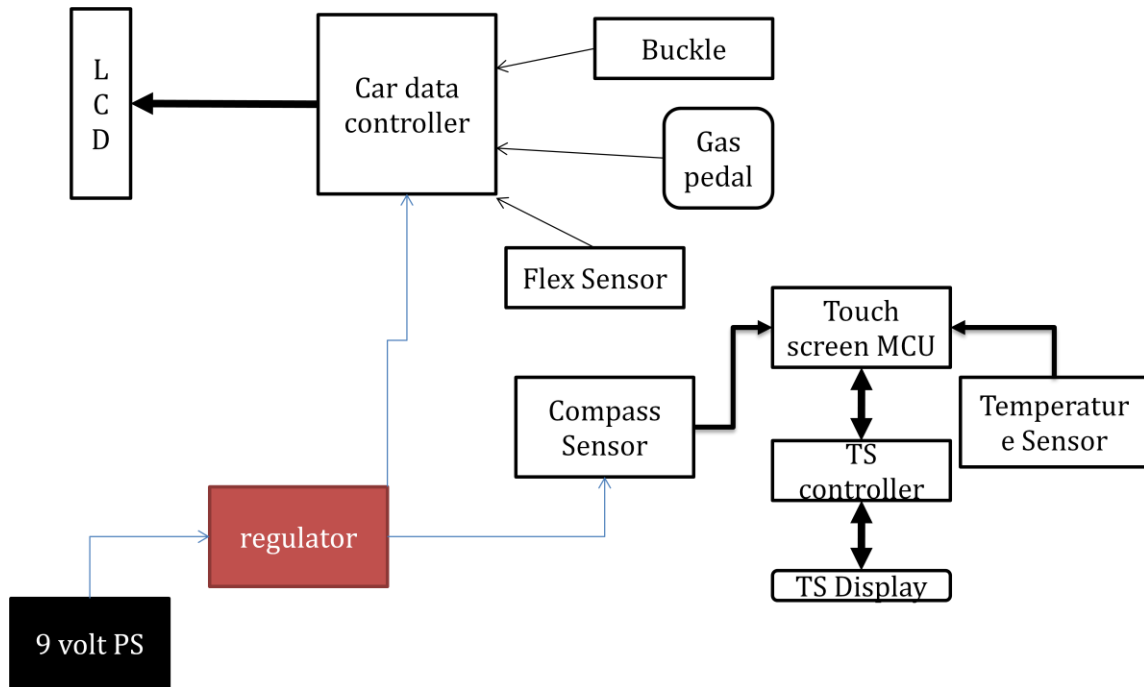 L
C
D
Car data
controller
Buckle
Gas
pedal
Flex Sensor
Touch
screen MCU
Compass
Sensor
Temperatur
e Sensor
TS
controller
regulator
TS Display
9 volt PS